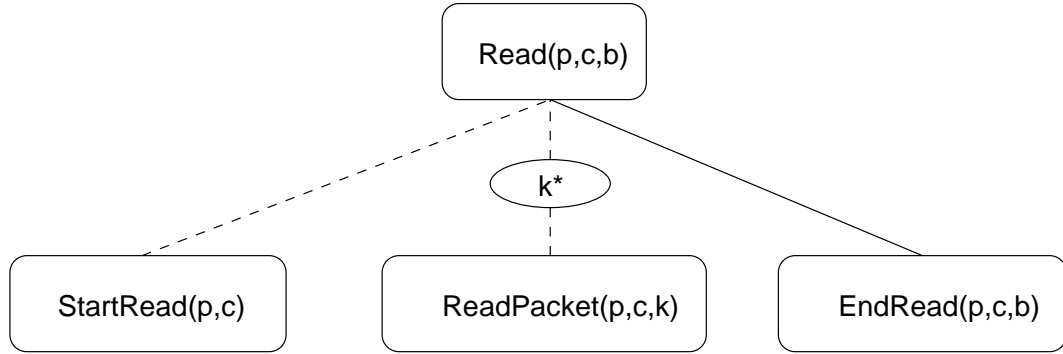 Read(p,c,b)
k*
StartRead(p,c)
ReadPacket(p,c,k)
EndRead(p,c,b)